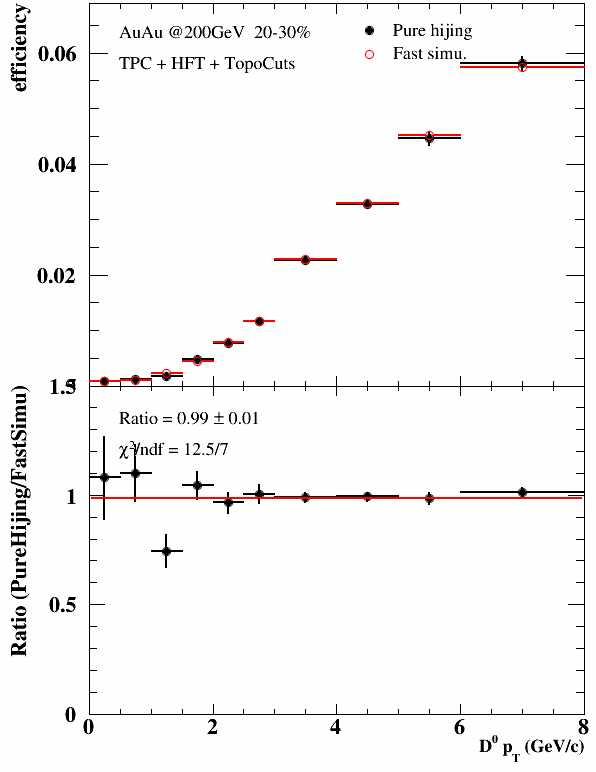 efficiency
AuAu @200GeV 20-30%
TPC + HFT + TopoCuts
Pure hijing
Fast simu.
0.06
0.04
0.02
Ratio (PureHijing/FastSimu)
1.5
Ratio = 0.99 ± 0.01
χ²/ndf = 12.5/7
1
0.5
0
0 2 4 6 8
D⁰ p_T (GeV/c)